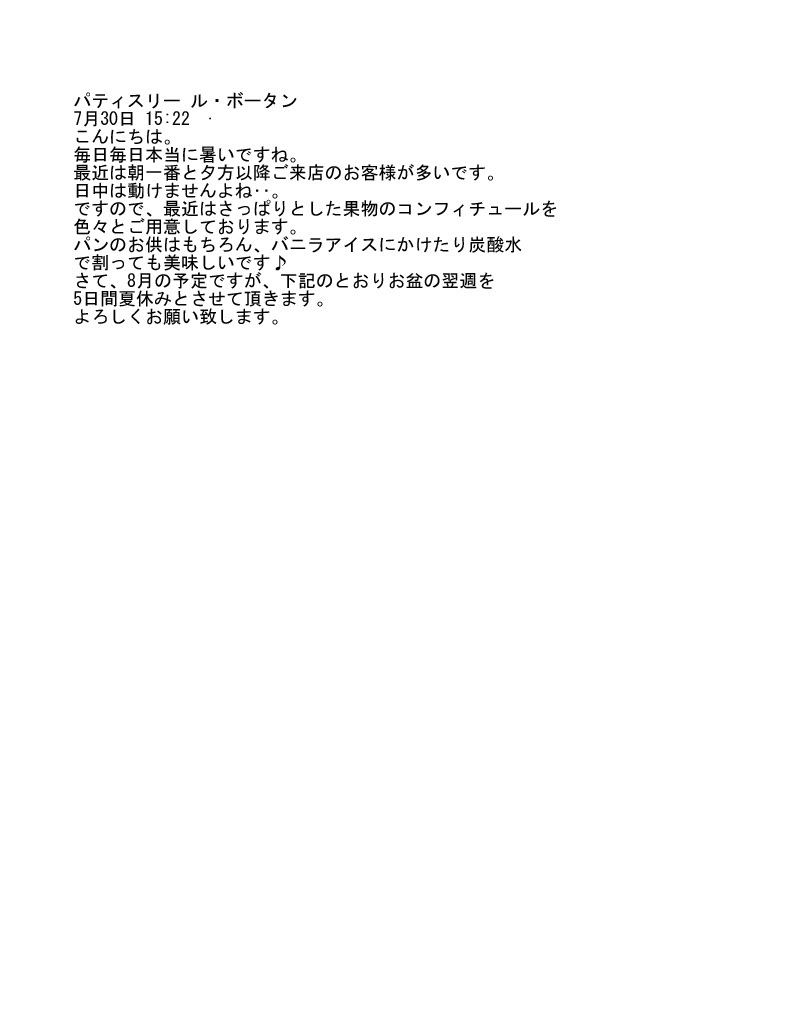 パティスリー ル・ボータン
7月30日 15:22 ·
こんにちは。
毎日毎日本当に暑いですね。
最近は朝一番と夕方以降ご来店のお客様が多いです。
日中は動けませんよね‥。
ですので、最近はさっぱりとした果物のコンフィチュールを
色々とご用意しております。
パンのお供はもちろん、バニラアイスにかけたり炭酸水
で割っても美味しいです♪
さて、8月の予定ですが、下記のとおりお盆の翌週を
5日間夏休みとさせて頂きます。
よろしくお願い致します。